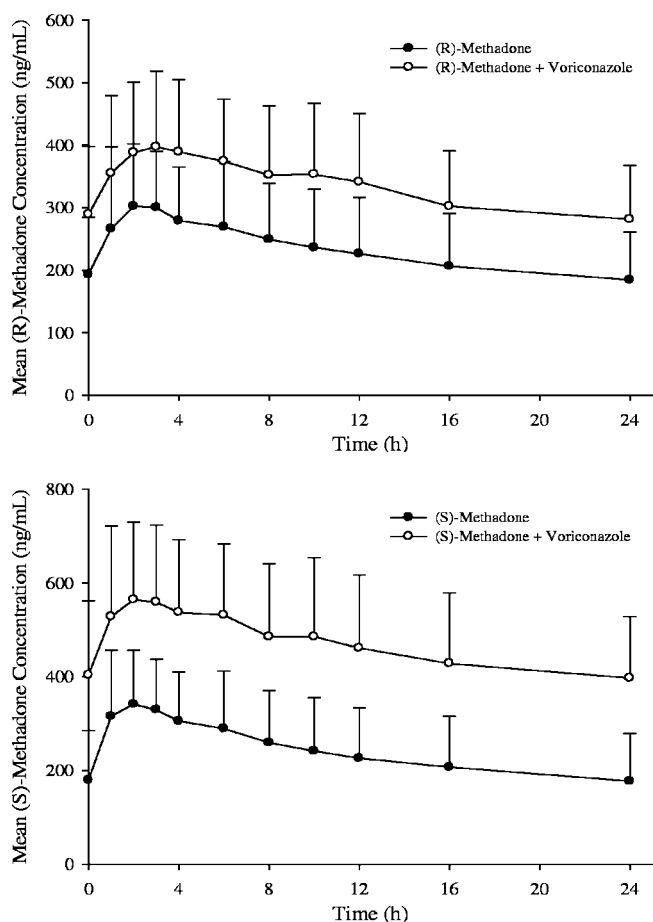 Mean (R)-Methadone Concentration (ng/mL)
600
500
400
300
200
100
0
(R)-Methadone
(R)-Methadone + Voriconazole
0 4 8 12 16 20 24
Time (h)
Mean (S)-Methadone Concentration (ng/mL)
800
600
400
200
0
(S)-Methadone
(S)-Methadone + Voriconazole
0 4 8 12 16 20 24
Time (h)